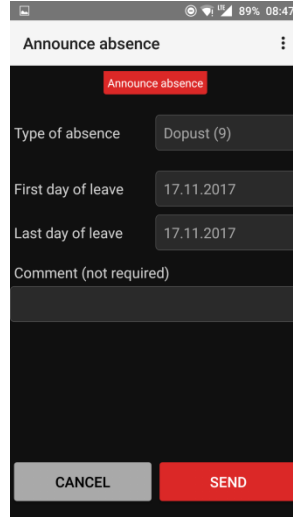 LTE 89% 08:47
Announce absence
Announce absence
Type of absence Dopust (9)
First day of leave 17.11.2017
Last day of leave 17.11.2017
Comment (not required)
CANCEL SEND